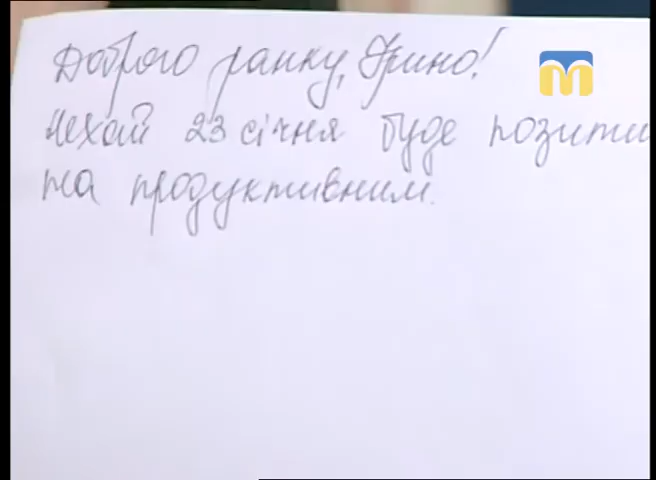 Доброго ранку, Ірино!
Нехай 23 січня буде позити
та продуктивним.